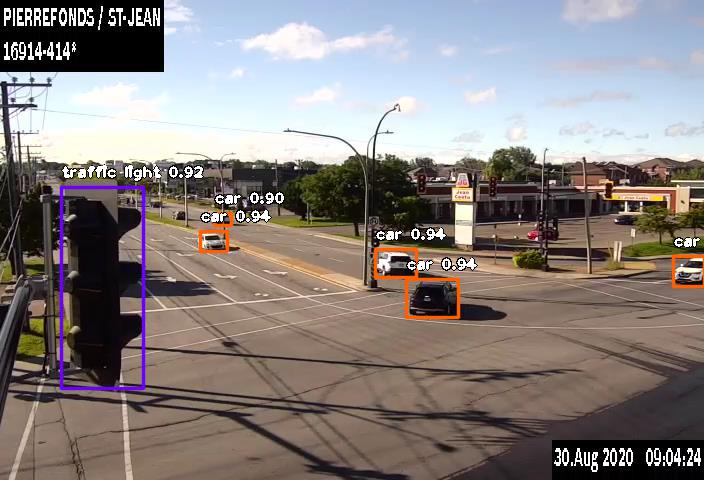 PIERREFONDS / ST-JEAN
16914-414*
traffic light 0.92
car 0.90
car 0.94
car 0.94
car 0.94
car
Jean
Coutu
30.Aug 2020 09:04:24